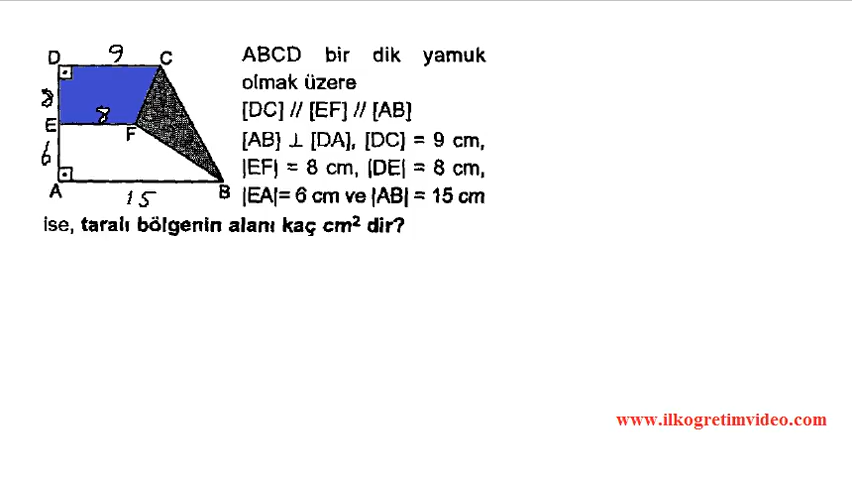 D 9 C
8
E 8 F
6
A 15 B
ABCD bir dik yamuk
olmak üzere
[DC] // [EF] // [AB]
[AB] ⊥ [DA], [DC] = 9 cm,
|EF| = 8 cm, |DE| = 8 cm,
|EA|= 6 cm ve |AB| = 15 cm
ise, taralı bölgenin alanı kaç cm² dir?
www.ilkogretimvideo.com